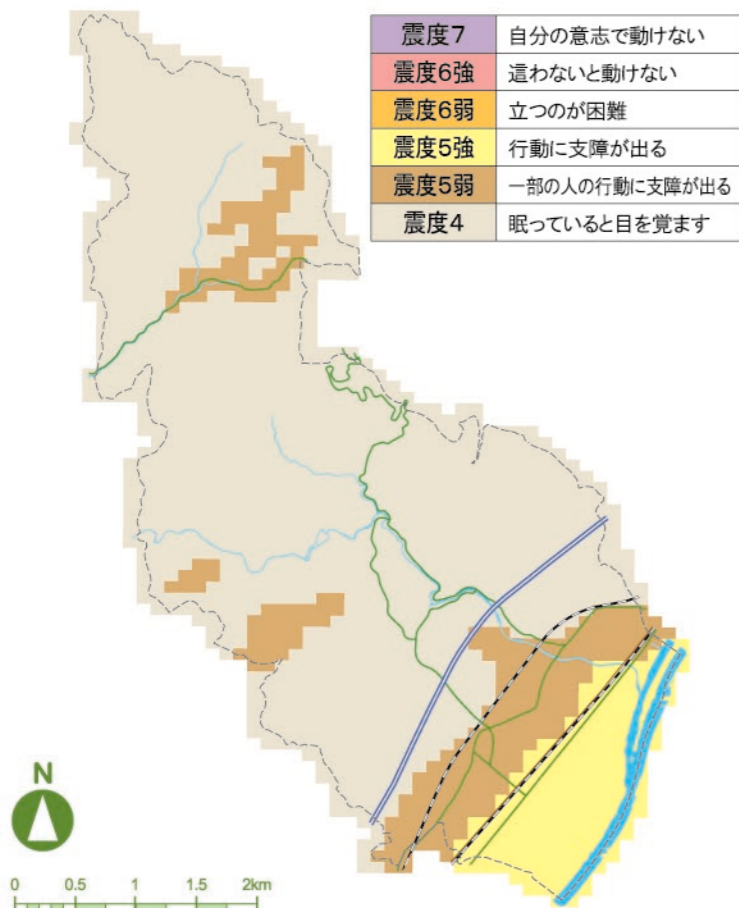 震度7 自分の意志で動けない
震度6強 這わないと動けない
震度6弱 立つのが困難
震度5強 行動に支障が出る
震度5弱 一部の人の行動に支障が出る
震度4 眠っていると目を覚ます
N
0 0.5 1 1.5 2km